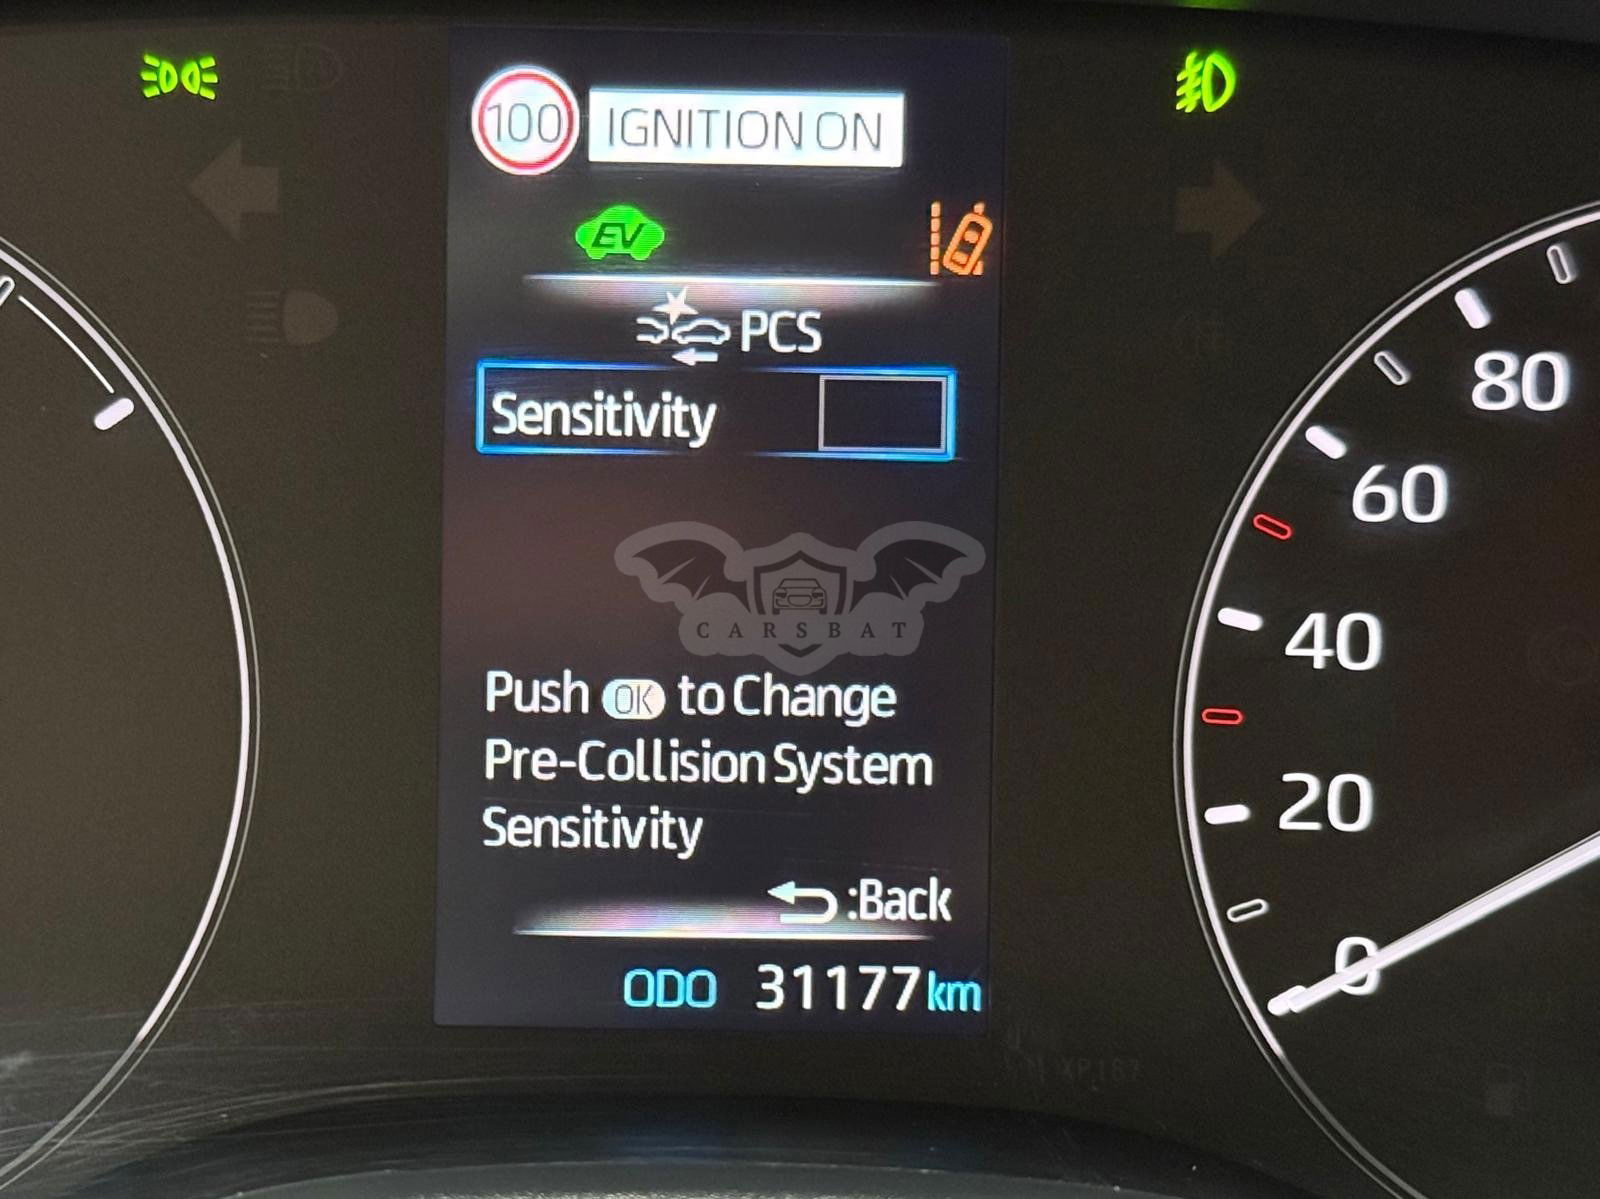 100 IGNITION ON
EV
PCS
Sensitivity
80
60
CARSBAT
40
Push OK to Change
Pre-Collision System
20
Sensitivity
:Back
0
ODO 31177 km